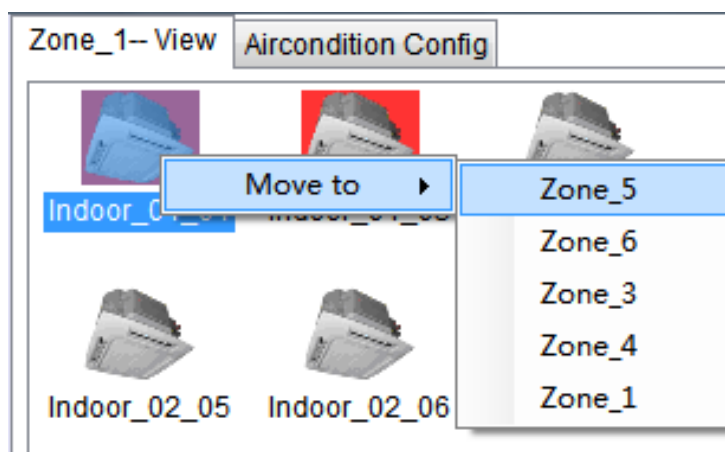 Zone_1-- View
Aircondition Config
Move to
Zone_5
Zone_6
Zone_3
Zone_4
Zone_1
Indoor_02_05
Indoor_02_06